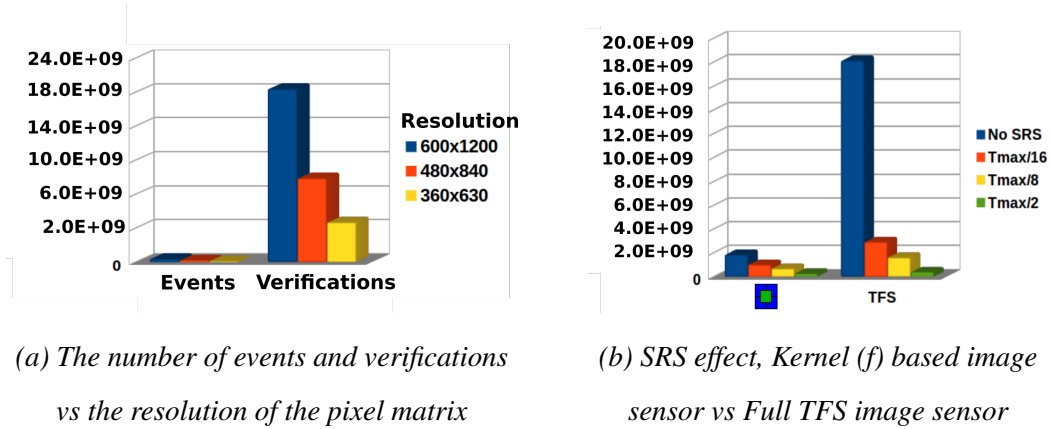 24.0E+09
18.0E+09
14.0E+09
10.0E+09
6.0E+09
2.0E+09
0
Events Verifications
Resolution
600x1200
480x840
360x630
(a) The number of events and verifications
vs the resolution of the pixel matrix
20.0E+09
18.0E+09
16.0E+09
14.0E+09
12.0E+09
10.0E+09
8.0E+09
6.0E+09
4.0E+09
2.0E+09
0
TFS
No SRS
Tmax/16
Tmax/8
Tmax/2
(b) SRS effect, Kernel (f) based image
sensor vs Full TFS image sensor